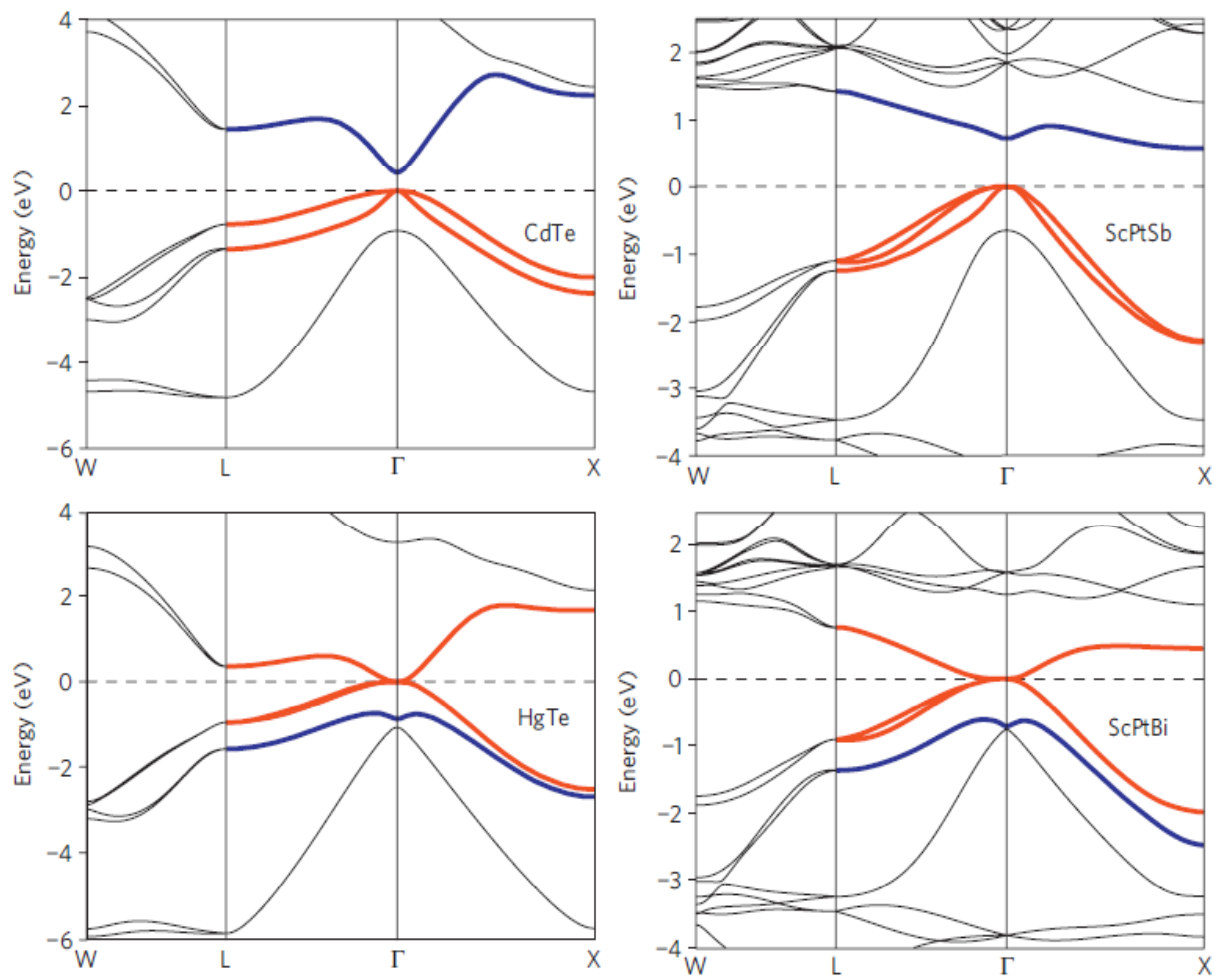 4
2
0
−2
−4
−6
Energy (eV)
CdTe
W L Γ X
2
1
0
−1
−2
−3
−4
Energy (eV)
ScPtSb
W L Γ X
4
2
0
−2
−4
−6
Energy (eV)
HgTe
W L Γ X
2
1
0
−1
−2
−3
−4
Energy (eV)
ScPtBi
W L Γ X